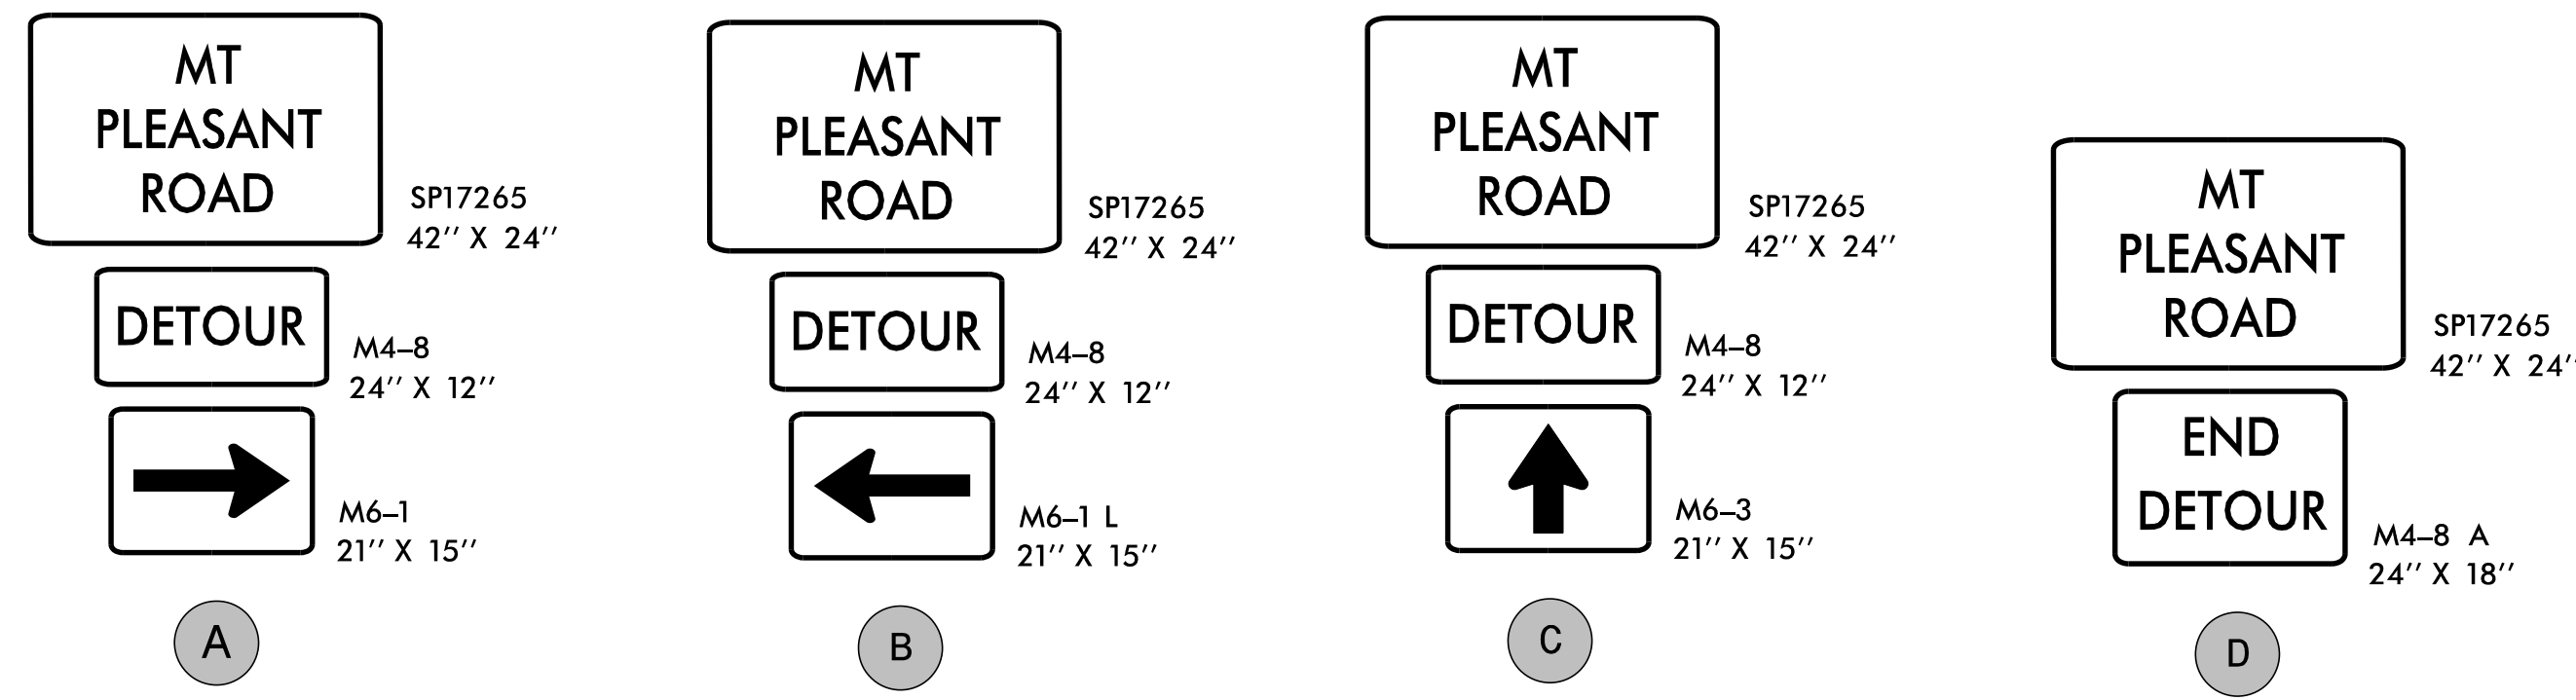 MT
PLEASANT
ROAD
SP17265
42’’ X 24’’
DETOUR
M4–8
24’’ X 12’’
M6–1
21’’ X 15’’
A
MT
PLEASANT
ROAD
SP17265
42’’ X 24’’
DETOUR
M4–8
24’’ X 12’’
M6–1 L
21’’ X 15’’
B
MT
PLEASANT
ROAD
SP17265
42’’ X 24’’
DETOUR
M4–8
24’’ X 12’’
M6–3
21’’ X 15’’
C
MT
PLEASANT
ROAD
SP17265
42’’ X 24’’
END
DETOUR
M4–8 A
24’’ X 18’’
D